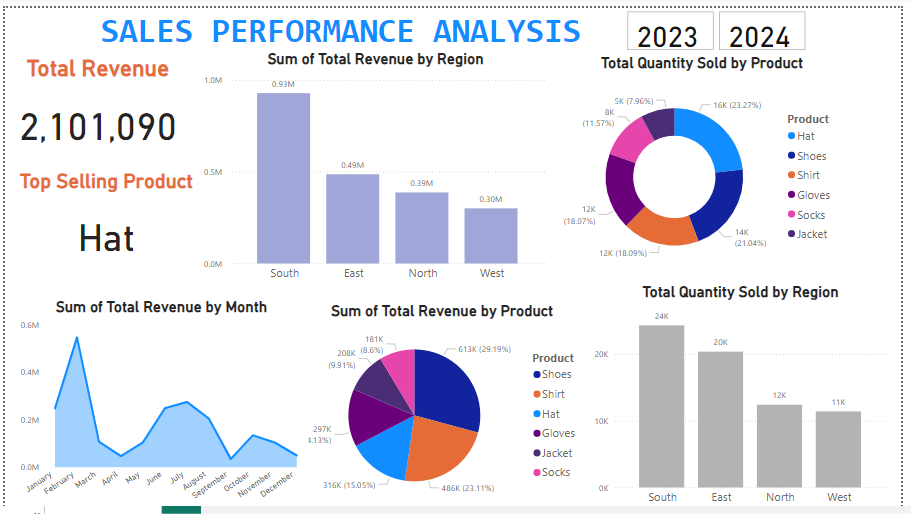 SALES PERFORMANCE ANALYSIS
2023
2024
Total Revenue
2,101,090
Top Selling Product
Hat
Sum of Total Revenue by Region
1.0M
0.5M
0.0M
0.93M
0.49M
0.39M
0.30M
South
East
North
West
Total Quantity Sold by Product
16K (23.27%)
14K
(21.04%)
12K (18.09%)
12K
(18.07%)
8K
(11.57%)
5K (7.96%)
Product
Hat
Shoes
Shirt
Gloves
Socks
Jacket
Sum of Total Revenue by Month
0.6M
0.4M
0.2M
0.0M
January
February
March
April
May
June
July
August
September
October
November
December
Sum of Total Revenue by Product
613K (29.19%)
486K (23.11%)
316K (15.05%)
297K
4.13%)
208K
(9.91%)
181K
(8.6%)
Product
Shoes
Shirt
Hat
Gloves
Jacket
Socks
Total Quantity Sold by Region
20K
10K
0K
24K
20K
12K
11K
South
East
North
West